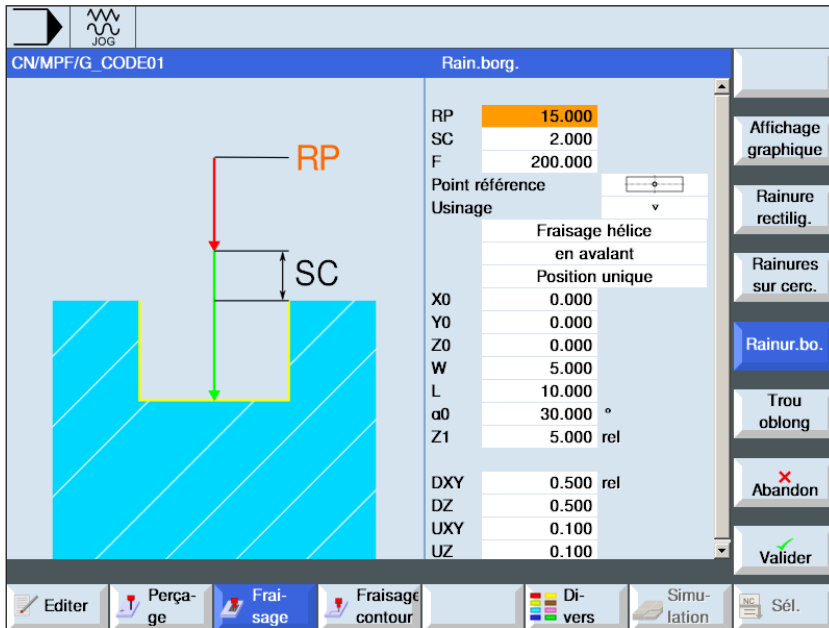 JOG
CN/MPF/G_CODE01
Rain.borg.
RP
SC
RP 15.000
SC 2.000
F 200.000
Point référence
Usinage v
Fraisage hélice
en avalant
Position unique
X0 0.000
Y0 0.000
Z0 0.000
W 5.000
L 10.000
α0 30.000 °
Z1 5.000 rel
DXY 0.500 rel
DZ 0.500
UXY 0.100
UZ 0.100
Affichage
graphique
Rainure
rectilig.
Rainures
sur cerc.
Rainur.bo.
Trou
oblong
Abandon
Valider
Editer
Perça-
ge
Frai-
sage
Fraisage
contour
Di-
vers
Simu-
lation
NC
Sél.